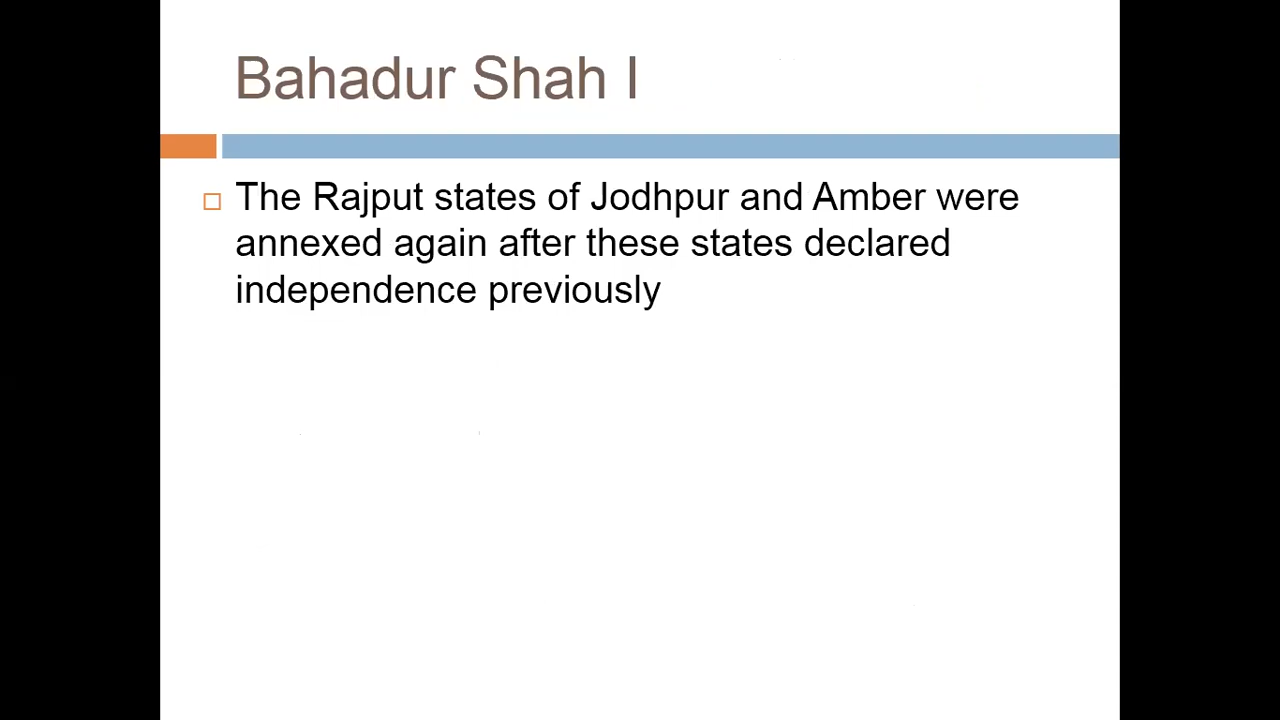 Bahadur Shah I
The Rajput states of Jodhpur and Amber were
annexed again after these states declared
independence previously